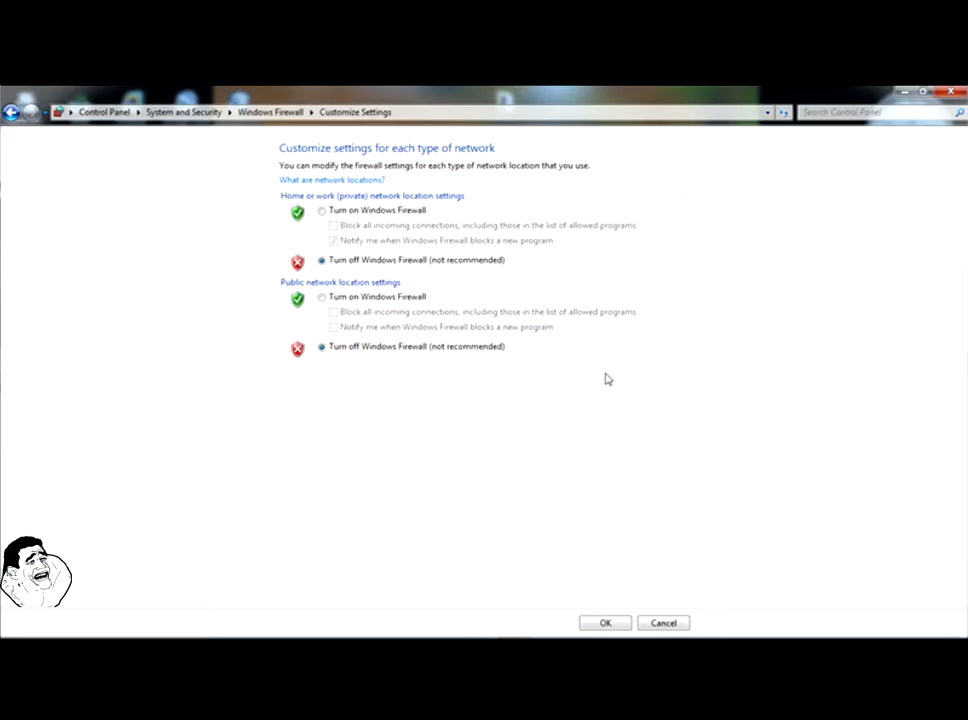 Control Panel System and Security Windows Firewall Customize Settings
Search Control Panel
Customize settings for each type of network
You can modify the firewall settings for each type of network location that you use.
What are network locations?
Home or work (private) network location settings
Turn on Windows Firewall
Block all incoming connections, including those in the list of allowed programs
Notify me when Windows Firewall blocks a new program
Turn off Windows Firewall (not recommended)
Public network location settings
Turn on Windows Firewall
Block all incoming connections, including those in the list of allowed programs
Notify me when Windows Firewall blocks a new program
Turn off Windows Firewall (not recommended)
OK Cancel